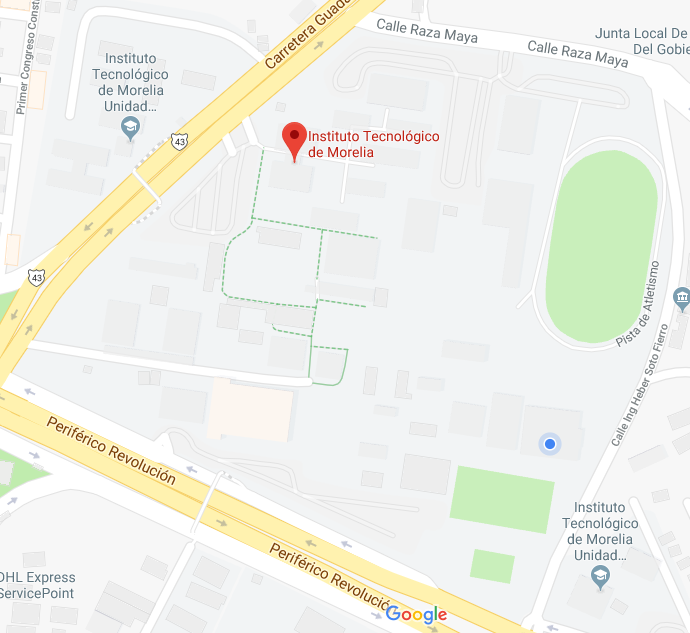 Primer Congreso Const
Carretera Guada
Calle Raza Maya
Calle Raza Maya
Junta Local De
Del Gobie
Instituto
Tecnológico
de Morelia
Unidad...
43
Instituto Tecnológico
de Morelia
43
Pista de Atletismo
Calle Ing Heber Soto Fierro
Periférico Revolución
Instituto
Tecnológico
de Morelia
Unidad...
DHL Express
ServicePoint
Periférico Revolució
Google